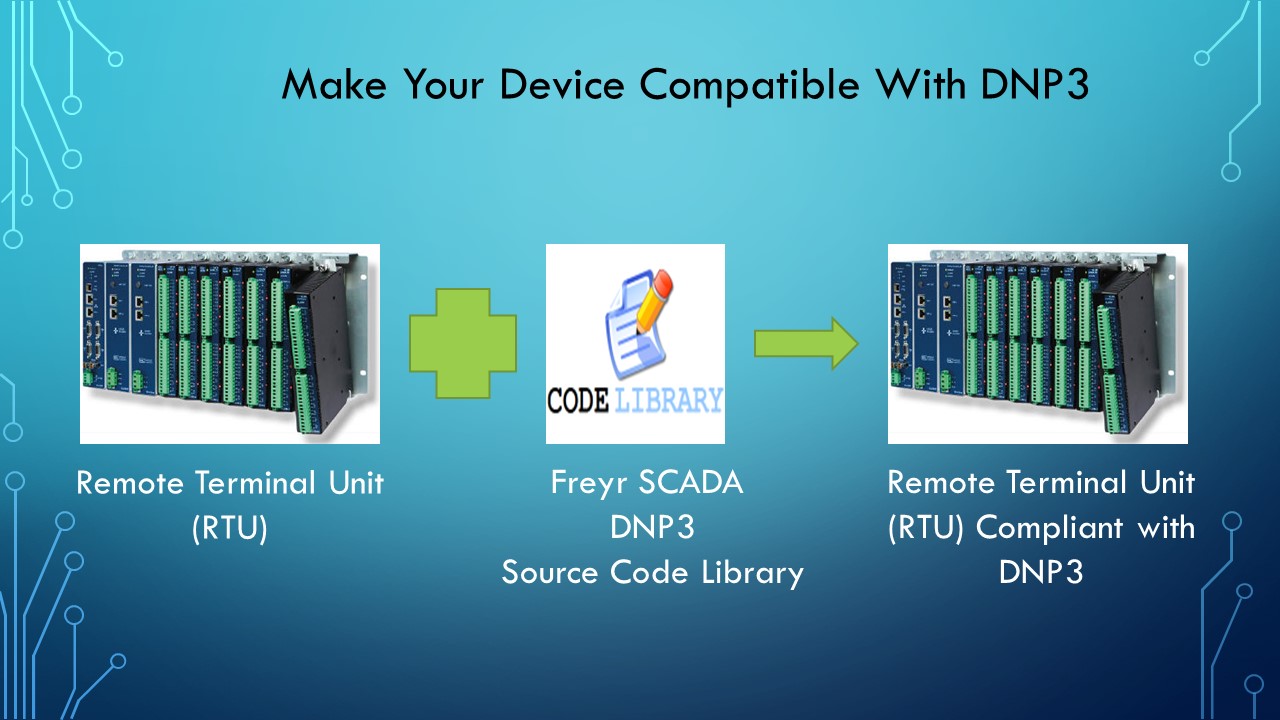 Make Your Device Compatible With DNP3
CODE LIBRARY
Remote Terminal Unit
(RTU)
Freyr SCADA
DNP3
Source Code Library
Remote Terminal Unit
(RTU) Compliant with
DNP3